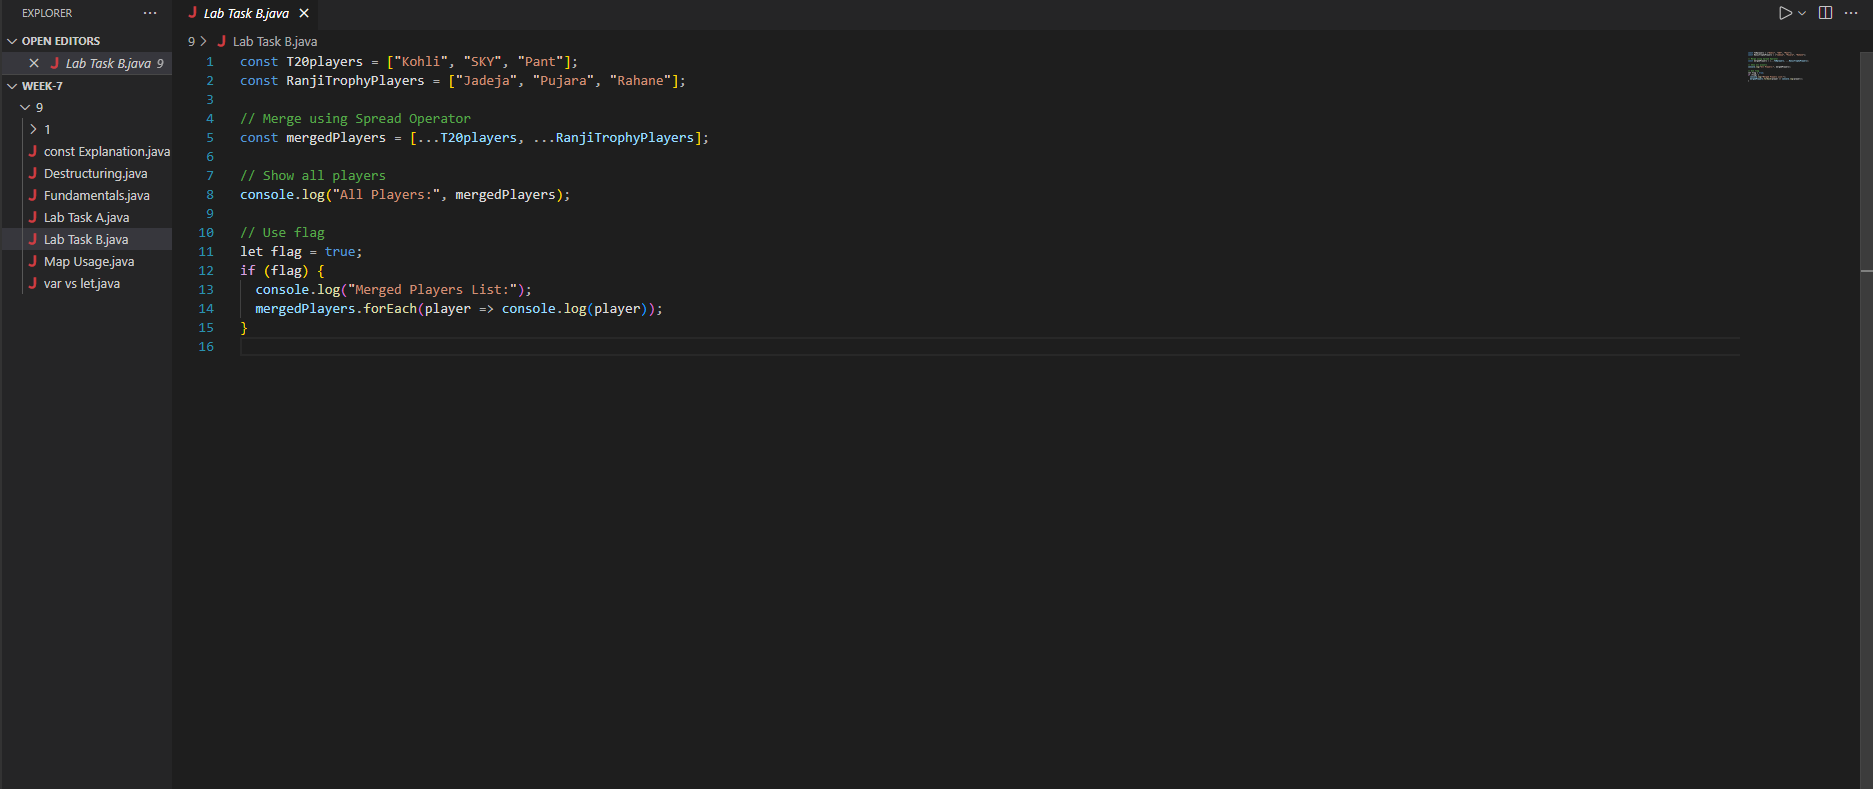 EXPLORER
OPEN EDITORS
Lab Task B.java 9
WEEK-7
9
1
const Explanation.java
Destructuring.java
Fundamentals.java
Lab Task A.java
Lab Task B.java
Map Usage.java
var vs let.java
Lab Task B.java
9 > Lab Task B.java
1 const T20players = ["Kohli", "SKY", "Pant"];
2 const RanjiTrophyPlayers = ["Jadeja", "Pujara", "Rahane"];
3
4 // Merge using Spread Operator
5 const mergedPlayers = [...T20players, ...RanjiTrophyPlayers];
6
7 // Show all players
8 console.log("All Players:", mergedPlayers);
9
10 // Use flag
11 let flag = true;
12 if (flag) {
13   console.log("Merged Players List:");
14   mergedPlayers.forEach(player => console.log(player));
15 }
16